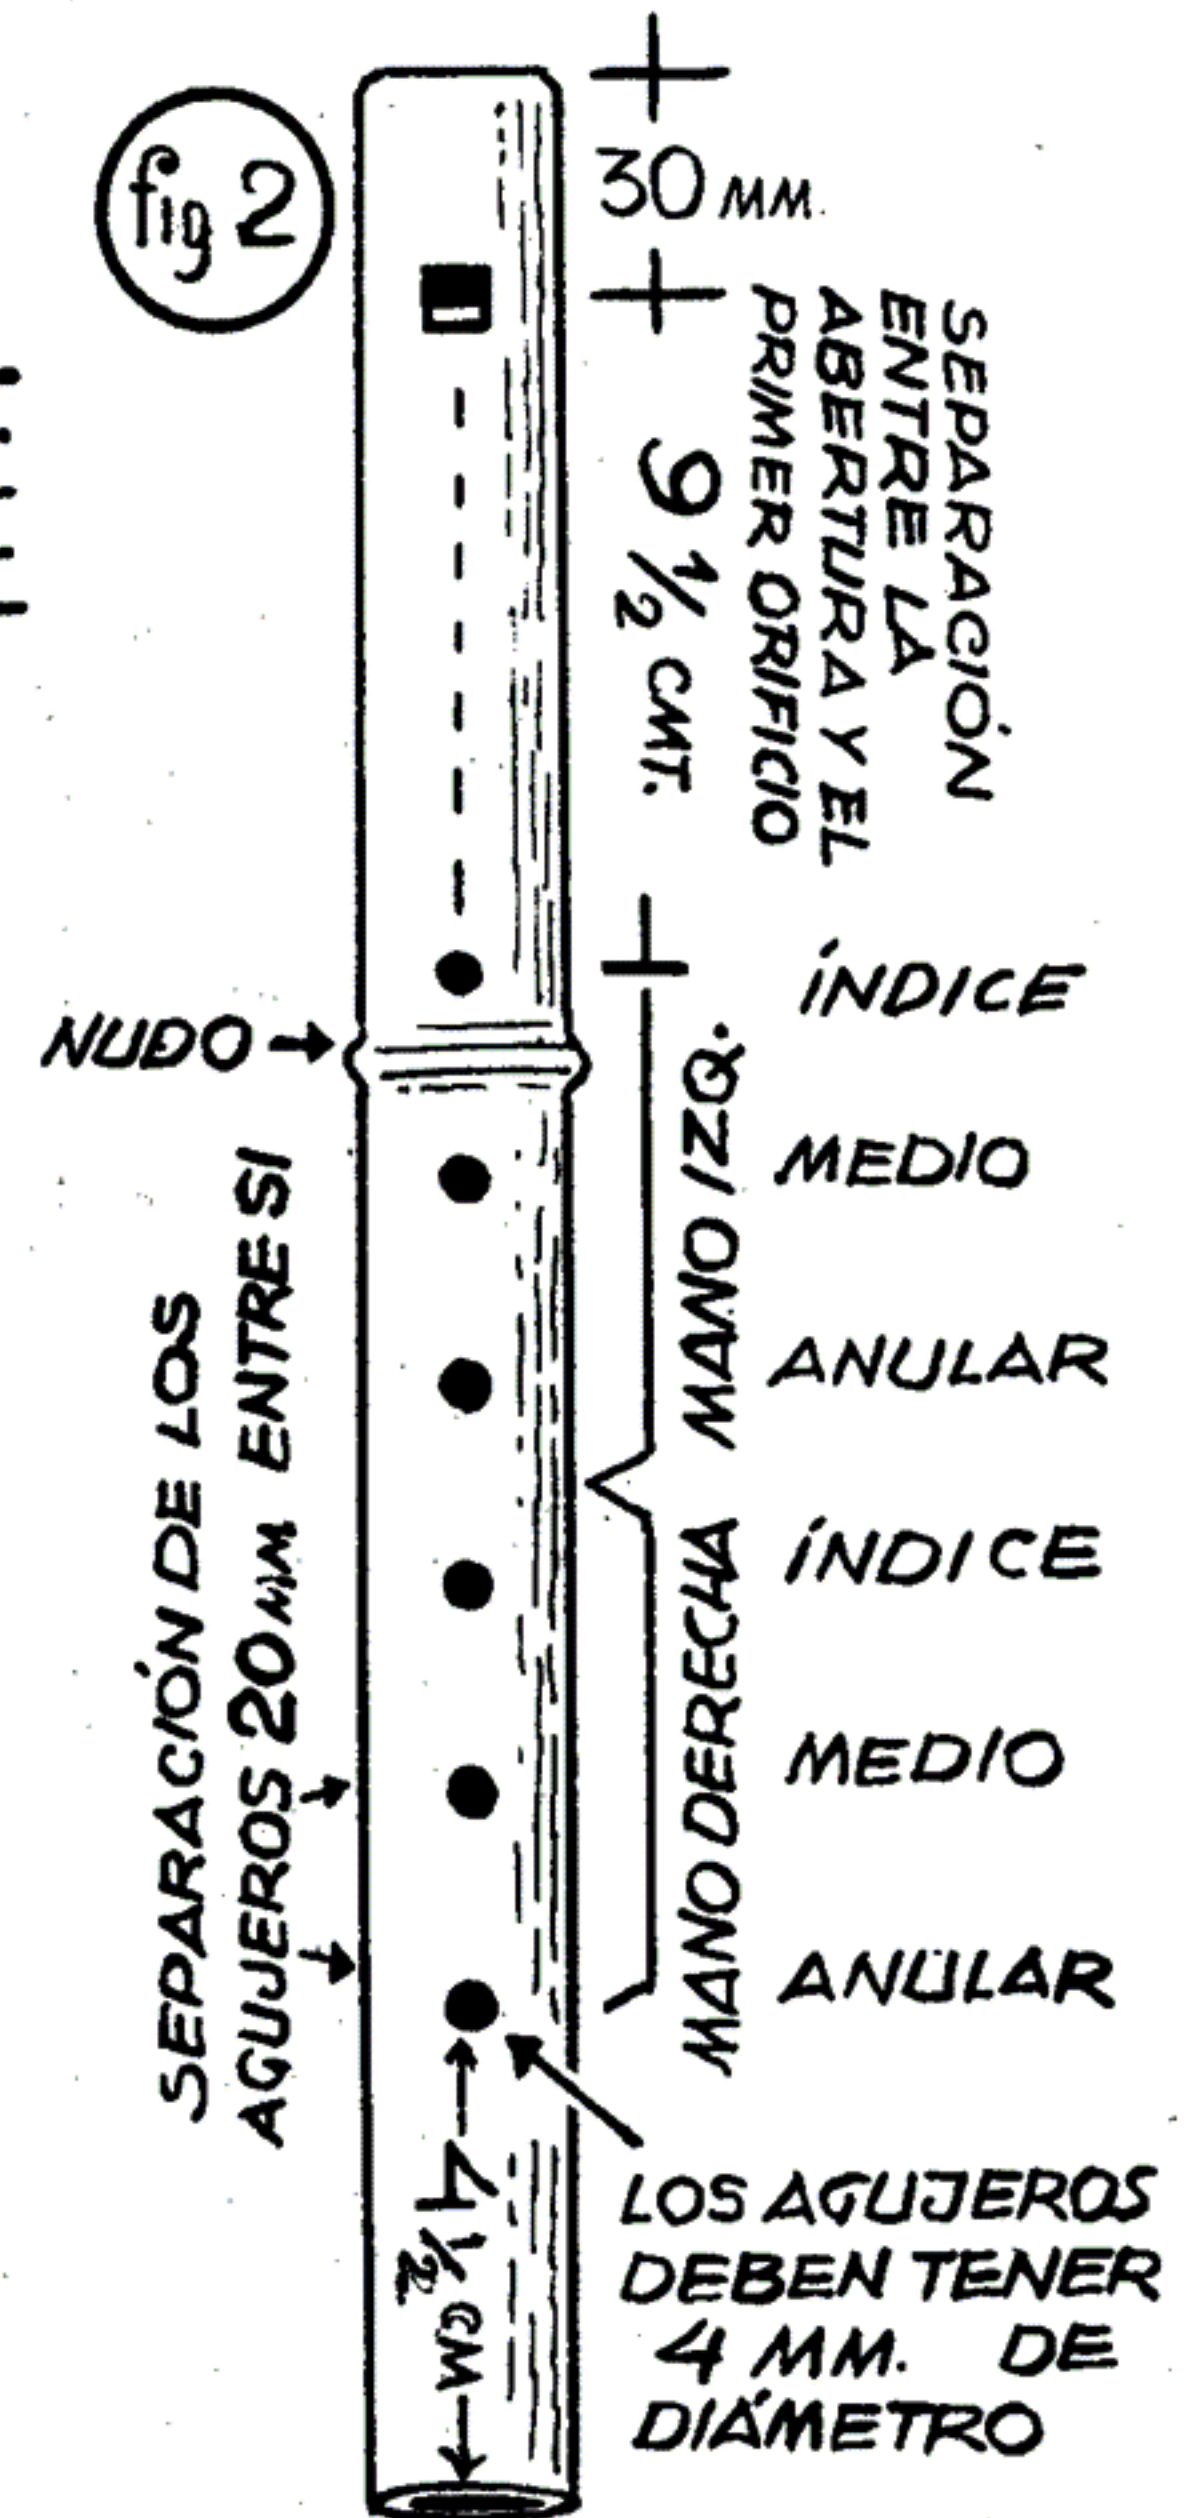 fig 2
30 MM.
SEPARACIÓN
ENTRE LA
ABERTURA Y EL
PRIMER ORIFICIO
9 1/2 CMT.
ÍNDICE
NUDO
MANO IZQ.
MEDIO
ANULAR
SEPARACIÓN DE LOS
AGUJEROS 20 MM ENTRE SI
MANO DERECHA
ÍNDICE
MEDIO
ANULAR
4 1/2 CM
LOS AGUJEROS
DEBEN TENER
4 MM. DE
DIÁMETRO